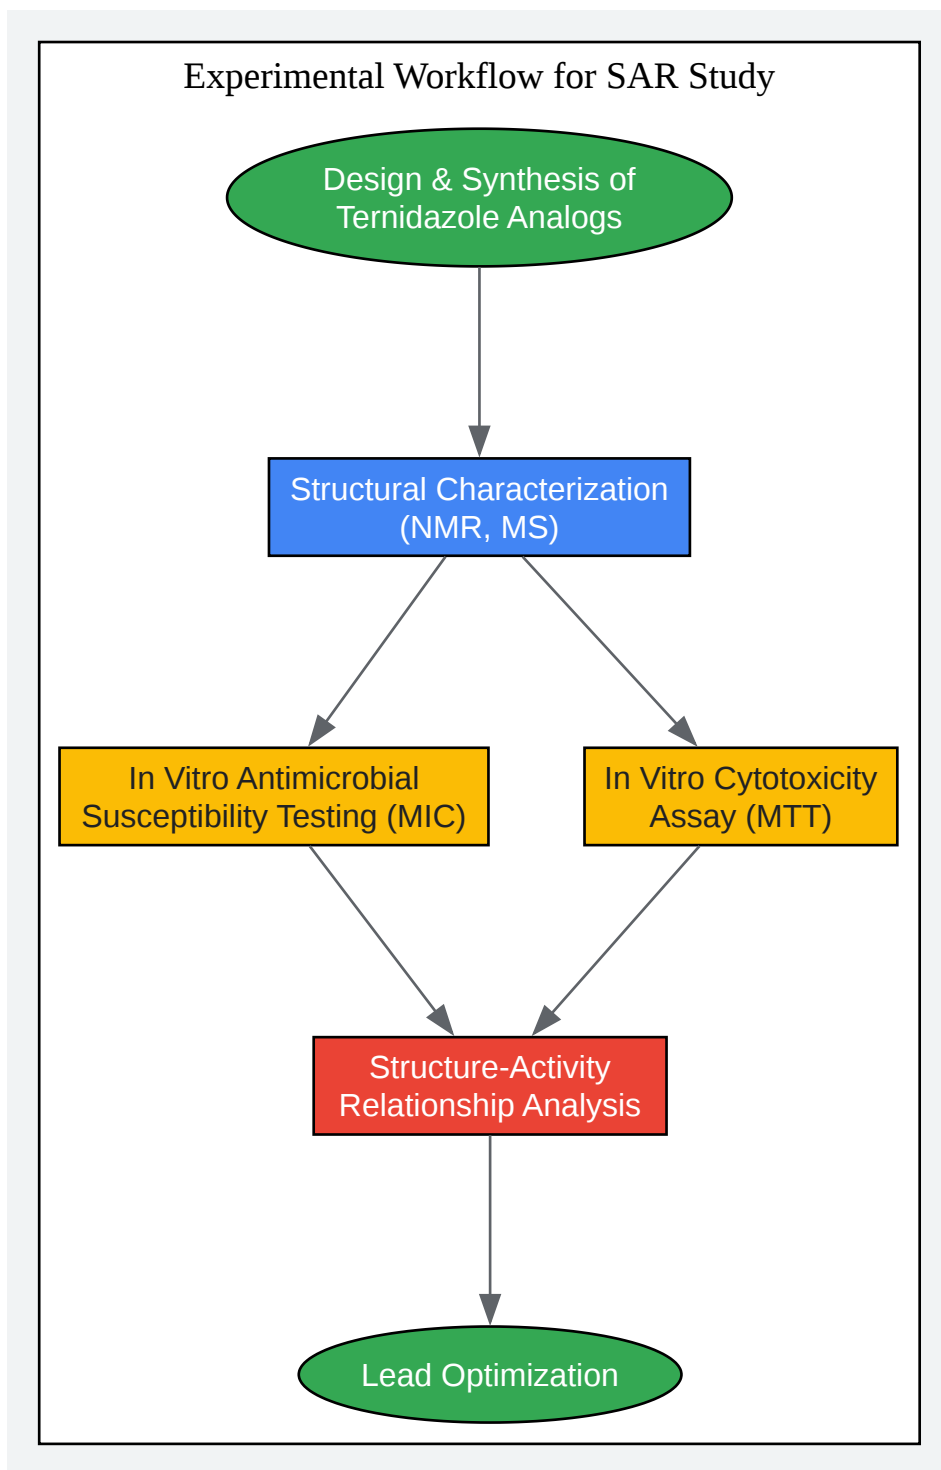 Experimental Workflow for SAR Study
Design & Synthesis of
Ternidazole Analogs
Structural Characterization
(NMR, MS)
In Vitro Antimicrobial
Susceptibility Testing (MIC)
In Vitro Cytotoxicity
Assay (MTT)
Structure-Activity
Relationship Analysis
Lead Optimization